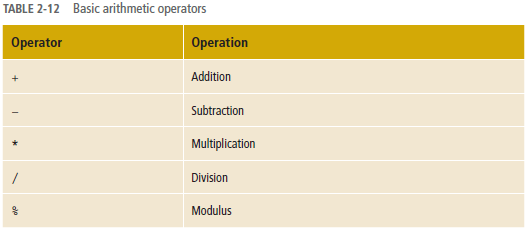 TABLE 2-12 Basic arithmetic operators
Operator Operation
+ Addition
– Subtraction
* Multiplication
/ Division
% Modulus